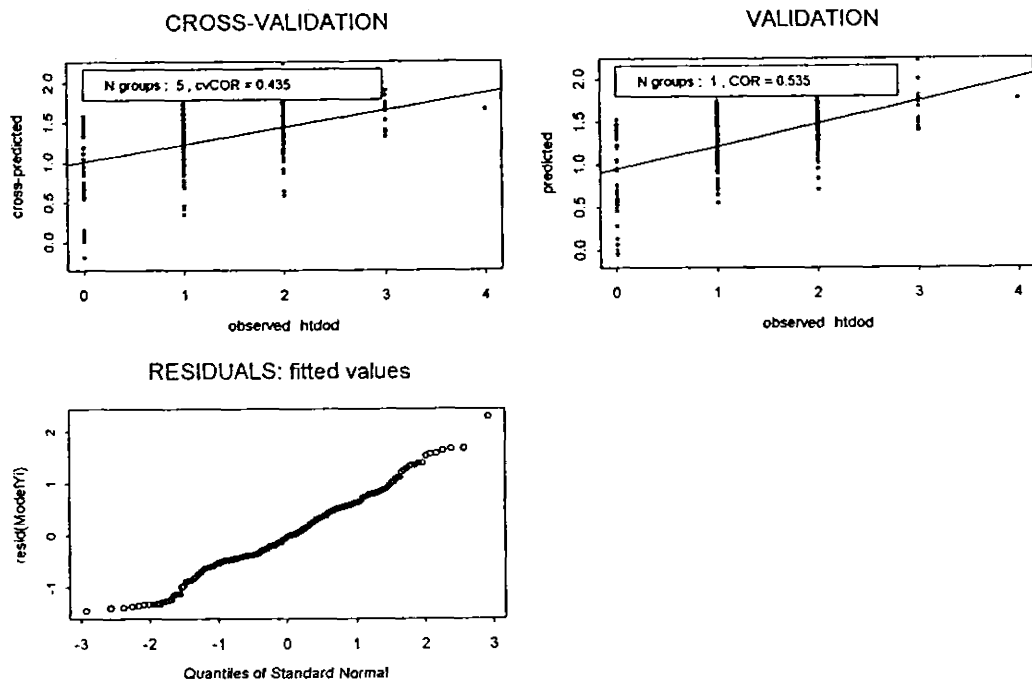 CROSS-VALIDATION
N groups : 5 , cvCOR = 0.435
cross-predicted
0.0 0.5 1.0 1.5 2.0
0 1 2 3 4
observed htdod
VALIDATION
N groups : 1 , COR = 0.535
predicted
0.0 0.5 1.0 1.5 2.0
0 1 2 3 4
observed htdod
RESIDUALS: fitted values
resid(ModelYi)
-1 0 1 2
-3 -2 -1 0 1 2 3
Quantiles of Standard Normal